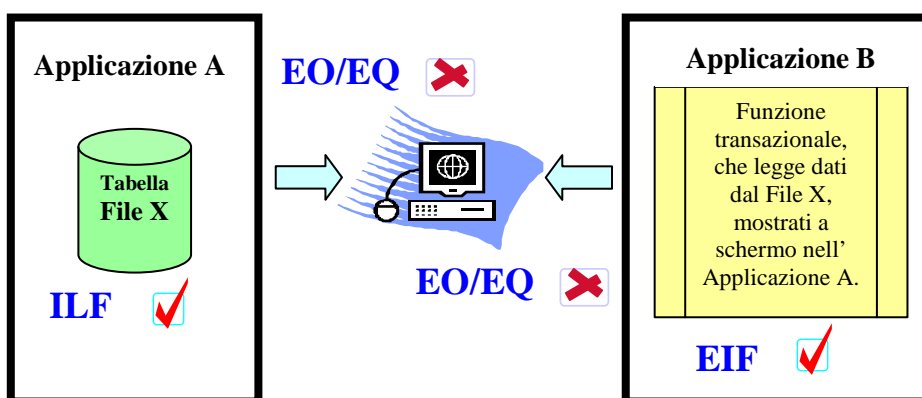 Applicazione A
Tabella
File X
ILF
EO/EQ
EO/EQ
Applicazione B
Funzione
transazionale,
che legge dati
dal File X,
mostrati a
schermo nell'
Applicazione A.
EIF